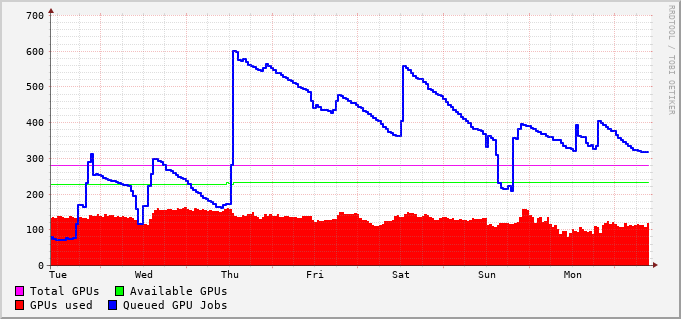 700
600
500
400
300
200
100
0
Tue Wed Thu Fri Sat Sun Mon
Total GPUs Available GPUs
GPUs used Queued GPU Jobs
RRDTOOL / TOBI OETIKER